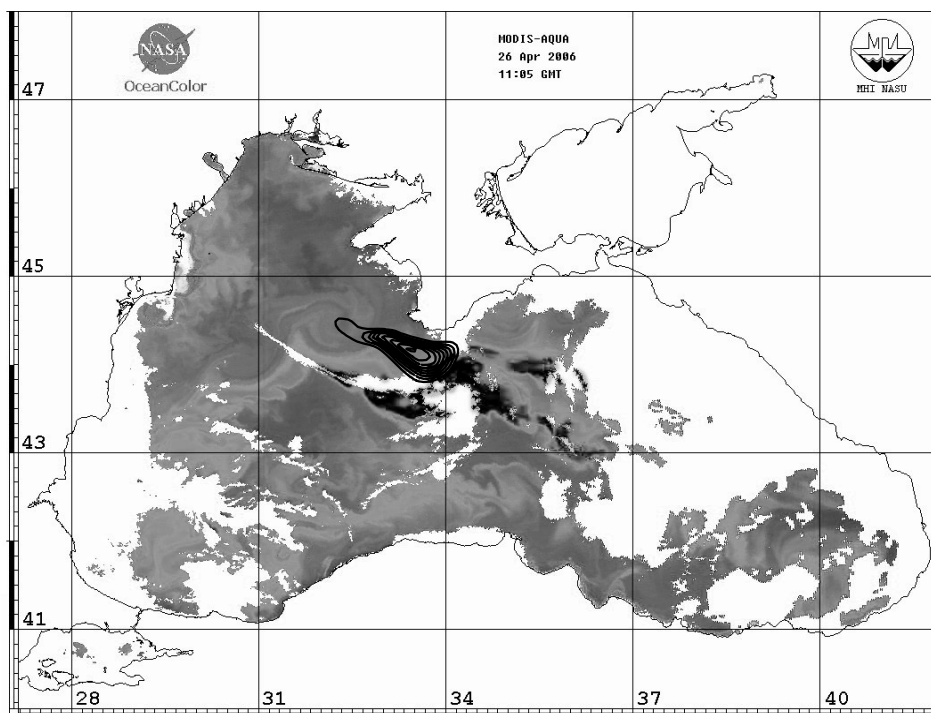 NASA
OceanColor
MODIS-AQUA
26 Apr 2006
11:05 GMT
МГИ
MHI NASU
47
45
43
41
28
31
34
37
40